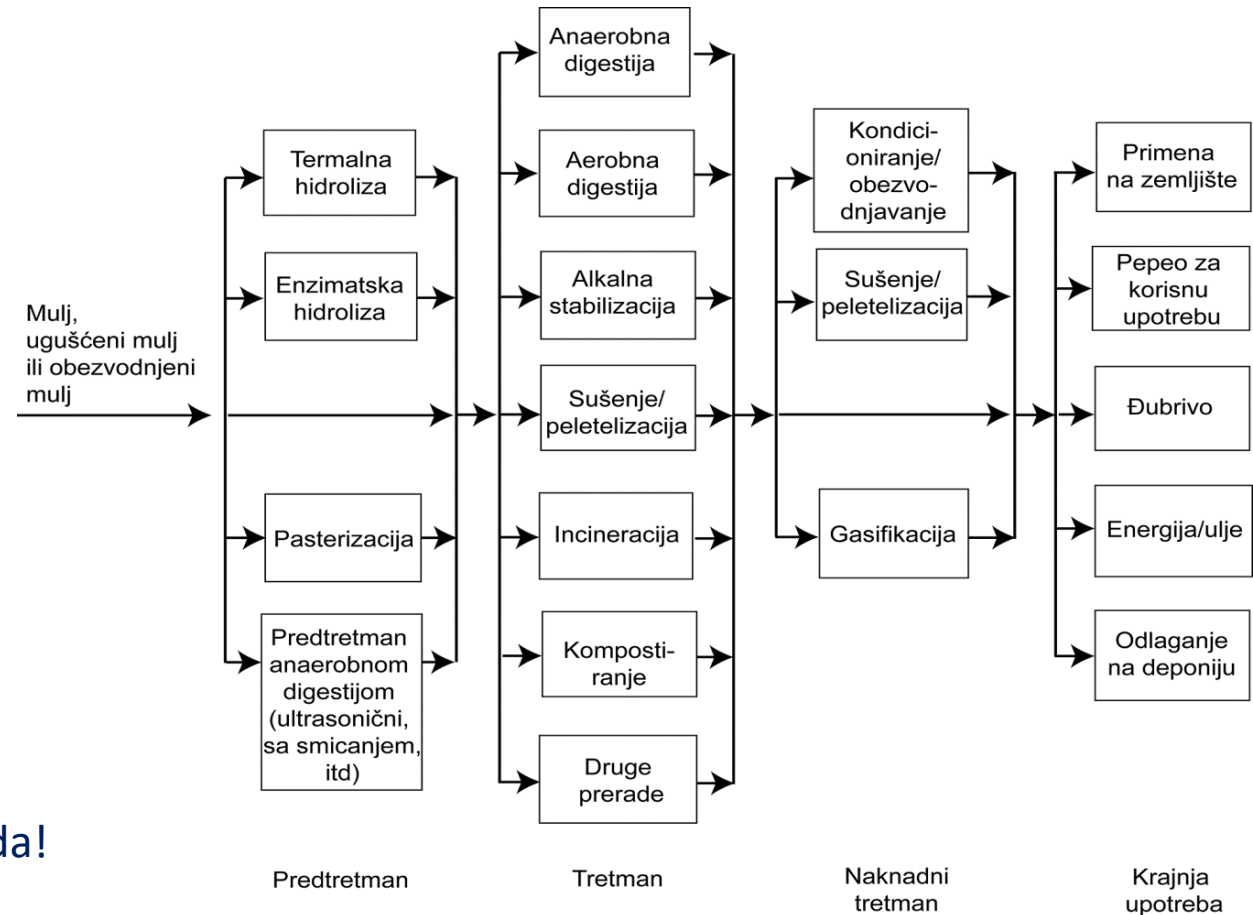 Mulj,
ugušćeni mulj
ili obezvodnjeni
mulj
Termalna
hidroliza
Enzimatska
hidroliza
Pasterizacija
Predtretman
anaerobnom
digestijom
(ultrasonični,
sa smicanjem,
itd)
Anaerobna
digestija
Aerobna
digestija
Alkalna
stabilizacija
Sušenje/
peletelizacija
Incineracija
Komposti-
ranje
Druge
prerade
Kondici-
oniranje/
obezvo-
dnjavanje
Sušenje/
peletelizacija
Gasifikacija
Primena
na zemljište
Pepeo za
korisnu
upotrebu
Đubrivo
Energija/ulje
Odlaganje
na deponiju
da!
Predtretman
Tretman
Naknadni
tretman
Krajnja
upotreba